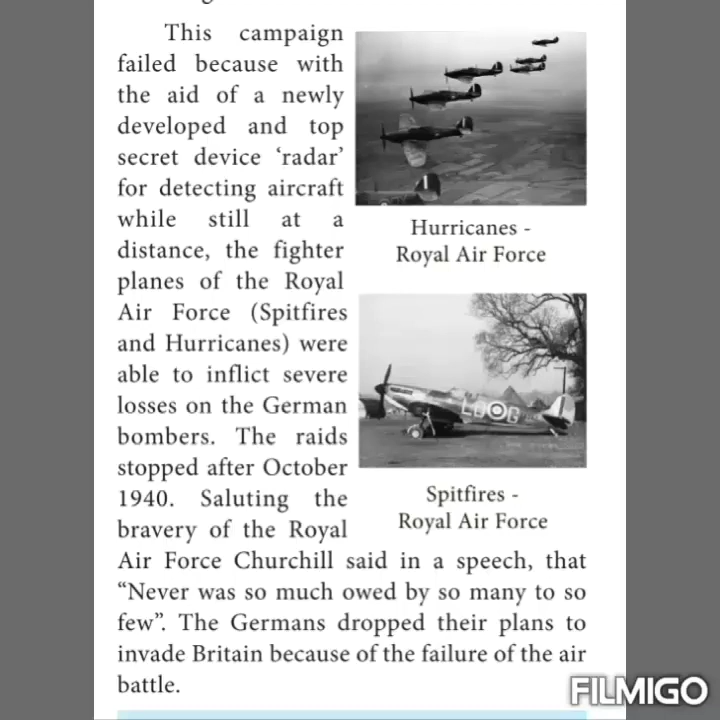 This campaign
failed because with
the aid of a newly
developed and top
secret device ‘radar’
for detecting aircraft
while still at a
distance, the fighter
planes of the Royal
Air Force (Spitfires
and Hurricanes) were
able to inflict severe
losses on the German
bombers. The raids
stopped after October
1940. Saluting the
bravery of the Royal
Air Force Churchill said in a speech, that
“Never was so much owed by so many to so
few”. The Germans dropped their plans to
invade Britain because of the failure of the air
battle.
Hurricanes -
Royal Air Force
LO G
Spitfires -
Royal Air Force
FILMIGO